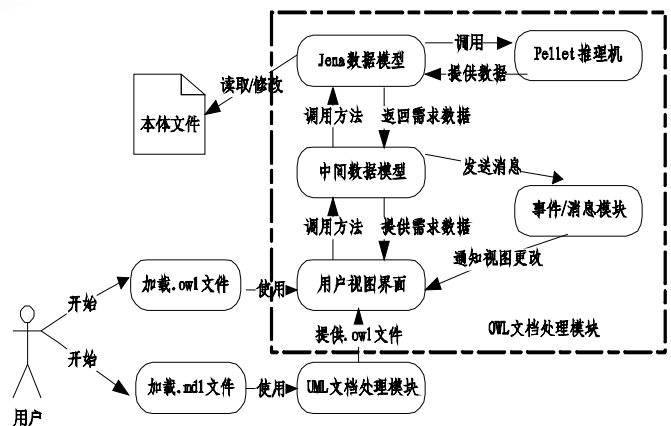 Jena数据模型
调用
Pellet推理机
提供数据
读取/修改
本体文件
调用方法
返回需求数据
中间数据模型
发送消息
事件/消息模块
调用方法
提供需求数据
通知视图更改
加载.owl文件
使用
用户视图界面
开始
提供.owl文件
OWL文档处理模块
开始
加载.mdl文件
使用
UML文档处理模块
用户